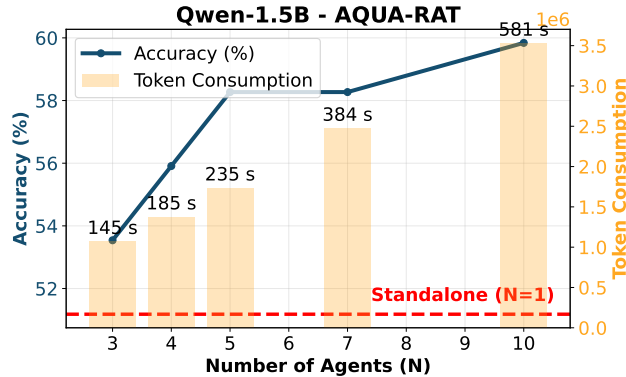 Qwen-1.5B - AQUA-RAT
1e6
Accuracy (%)
Token Consumption
581 s
384 s
235 s
185 s
145 s
Standalone (N=1)
60
58
56
54
52
Accuracy (%)
3.5
3.0
2.5
2.0
1.5
1.0
0.5
0.0
Token Consumption
3 4 5 6 7 8 9 10
Number of Agents (N)